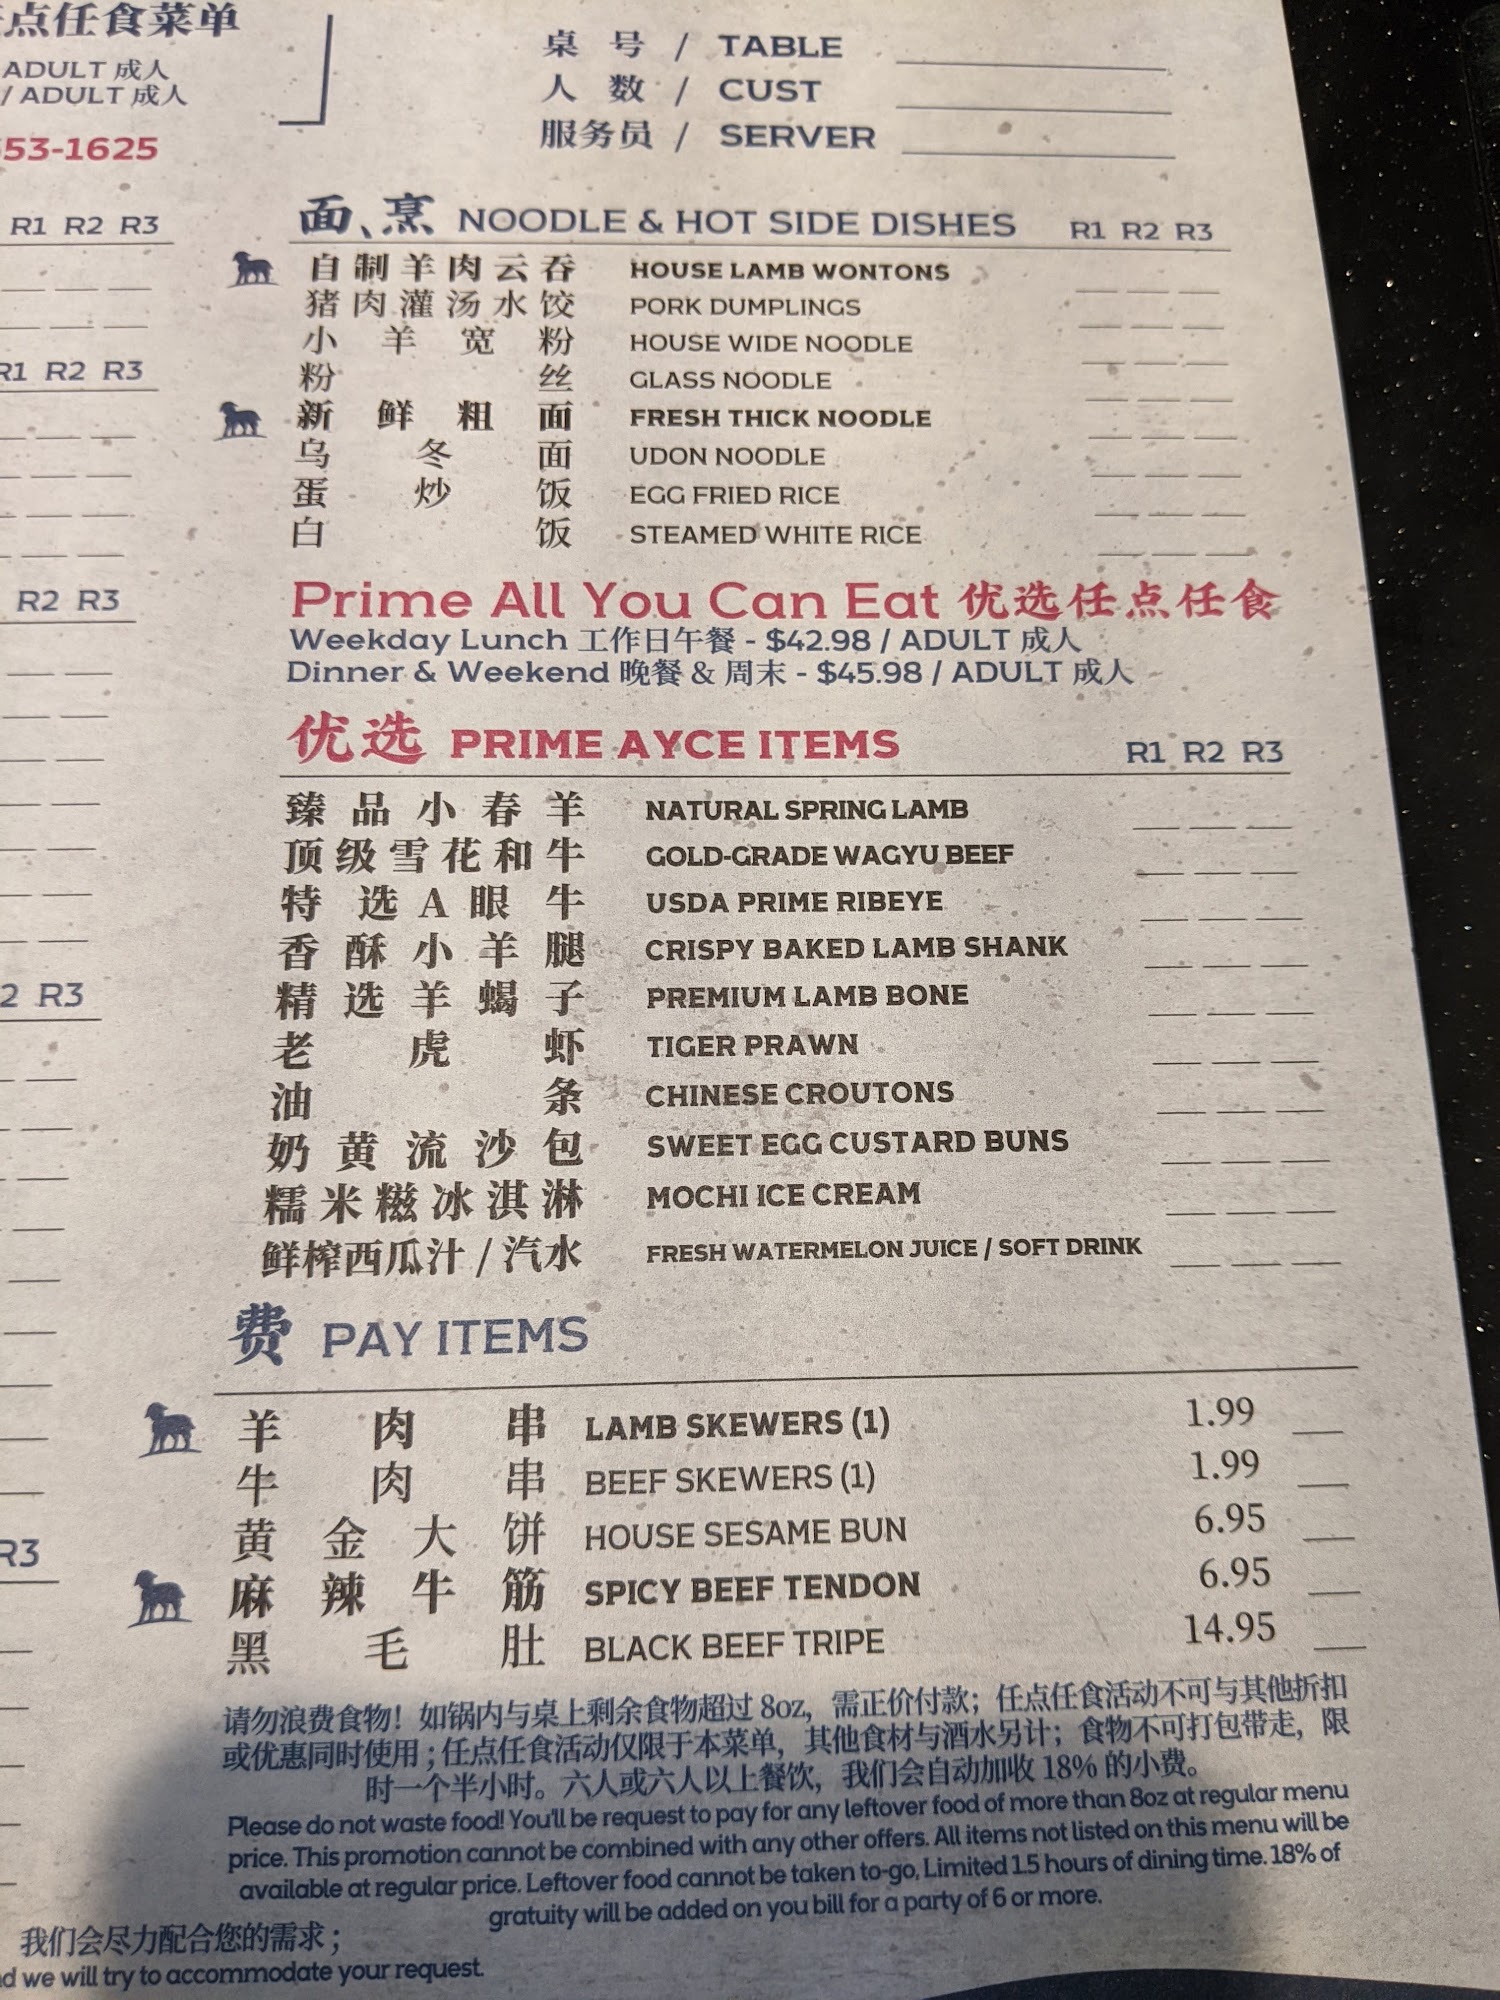 点任食菜单
ADULT 成人
/ ADULT 成人
53-1625
R1 R2 R3
R1 R2 R3
R2 R3
2 R3
R3
桌 号 / TABLE
人 数 / CUST
服务员 / SERVER
面、烹 NOODLE & HOT SIDE DISHES R1 R2 R3
自制羊肉云吞 HOUSE LAMB WONTONS
猪肉灌汤水饺 PORK DUMPLINGS
小羊宽粉 HOUSE WIDE NOODLE
粉丝 GLASS NOODLE
新鲜粗面 FRESH THICK NOODLE
乌冬面 UDON NOODLE
蛋炒饭 EGG FRIED RICE
白饭 STEAMED WHITE RICE
Prime All You Can Eat 优选任点任食
Weekday Lunch 工作日午餐 - $42.98 / ADULT 成人
Dinner & Weekend 晚餐 & 周末 - $45.98 / ADULT 成人
优选 PRIME AYCE ITEMS R1 R2 R3
臻品小春羊 NATURAL SPRING LAMB
顶级雪花和牛 GOLD-GRADE WAGYU BEEF
特选A眼牛 USDA PRIME RIBEYE
香酥小羊腿 CRISPY BAKED LAMB SHANK
精选羊蝎子 PREMIUM LAMB BONE
老虎虾 TIGER PRAWN
油条 CHINESE CROUTONS
奶黄流沙包 SWEET EGG CUSTARD BUNS
糯米糍冰淇淋 MOCHI ICE CREAM
鲜榨西瓜汁 / 汽水 FRESH WATERMELON JUICE / SOFT DRINK
费 PAY ITEMS
羊肉串 LAMB SKEWERS (1) 1.99
牛肉串 BEEF SKEWERS (1) 1.99
黄金大饼 HOUSE SESAME BUN 6.95
麻辣牛筋 SPICY BEEF TENDON 6.95
黑毛肚 BLACK BEEF TRIPE 14.95
请勿浪费食物！如锅内与桌上剩余食物超过 8oz，需正价付款；任点任食活动不可与其他折扣
或优惠同时使用；任点任食活动仅限于本菜单，其他食材与酒水另计；食物不可打包带走，限
时一个半小时。六人或六人以上餐饮，我们会自动加收 18% 的小费。
Please do not waste food! You'll be request to pay for any leftover food of more than 8oz at regular menu
price. This promotion cannot be combined with any other offers. All items not listed on this menu will be
available at regular price. Leftover food cannot be taken to-go, Limited 1.5 hours of dining time. 18% of
gratuity will be added on you bill for a party of 6 or more.
我们会尽力配合您的需求；
d we will try to accommodate your request.